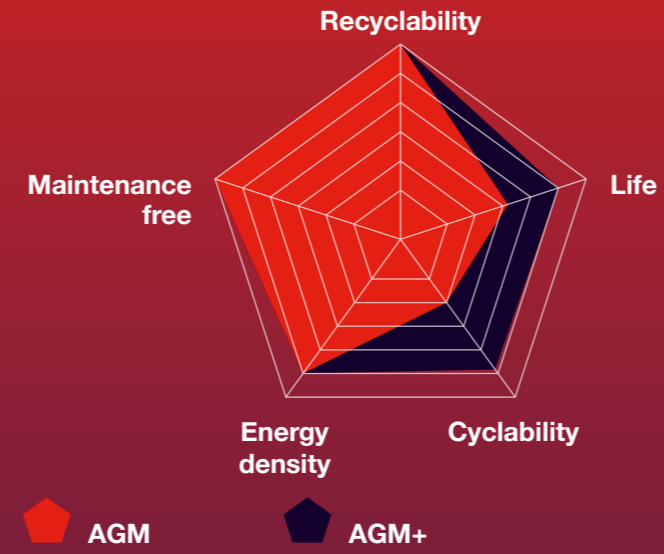 Recyclability
Maintenance
free
Life
Energy
density
Cyclability
AGM
AGM+